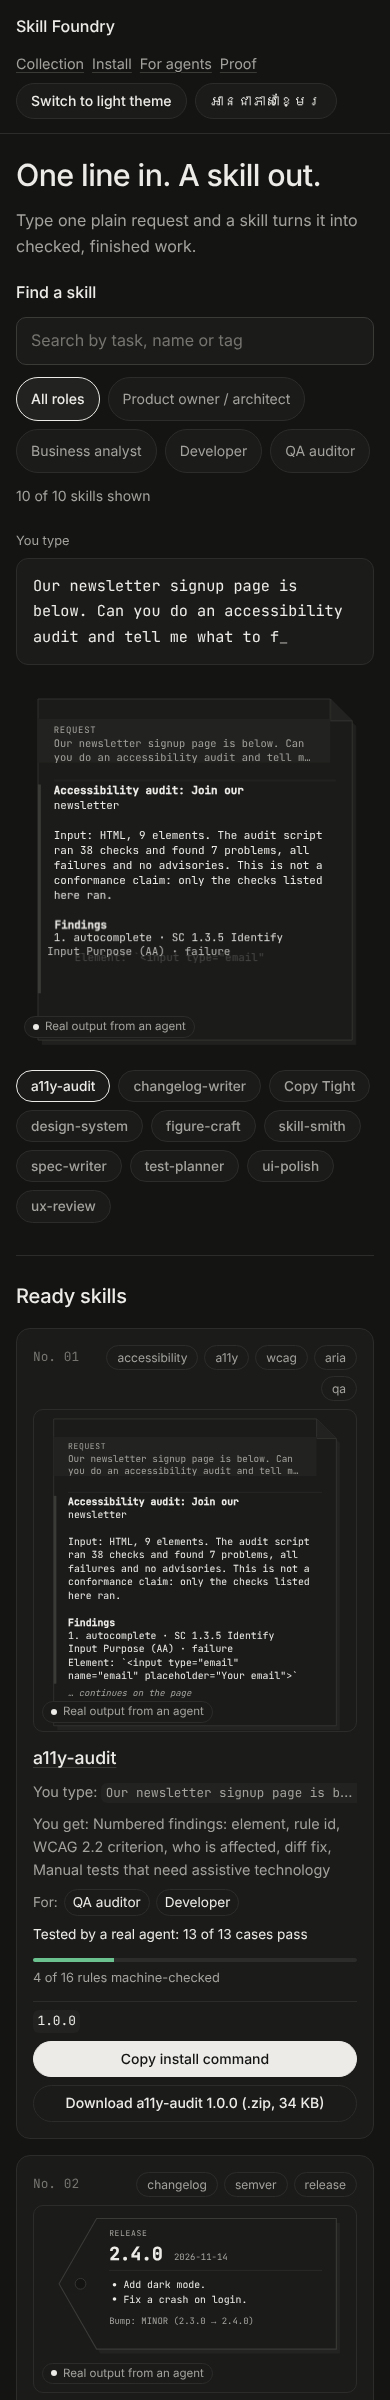 Skill Foundry
Collection Install For agents Proof
Switch to light theme
អានជាភាសាខ្មែរ
One line in. A skill out.
Type one plain request and a skill turns it into
checked, finished work.
Find a skill
Search by task, name or tag
All roles
Product owner / architect
Business analyst
Developer
QA auditor
10 of 10 skills shown
You type
Our newsletter signup page is
below. Can you do an accessibility
audit and tell me what to f_
REQUEST
Our newsletter signup page is below. Can
you do an accessibility audit and tell m…
Accessibility audit: Join our
newsletter
Input: HTML, 9 elements. The audit script
ran 38 checks and found 7 problems, all
failures and no advisories. This is not a
conformance claim: only the checks listed
here ran.
Findings
1. autocomplete · SC 1.3.5 Identify
Input Purpose (AA) · failure
Element: `<input type="email"
Real output from an agent
a11y-audit
changelog-writer
Copy Tight
design-system
figure-craft
skill-smith
spec-writer
test-planner
ui-polish
ux-review
Ready skills
No. 01
accessibility
a11y
wcag
aria
qa
REQUEST
Our newsletter signup page is below. Can
you do an accessibility audit and tell m…
Accessibility audit: Join our
newsletter
Input: HTML, 9 elements. The audit script
ran 38 checks and found 7 problems, all
failures and no advisories. This is not a
conformance claim: only the checks listed
here ran.
Findings
1. autocomplete · SC 1.3.5 Identify
Input Purpose (AA) · failure
Element: `<input type="email"
name="email" placeholder="Your email">`
… continues on the page
Real output from an agent
a11y-audit
You type: Our newsletter signup page is b…
You get: Numbered findings: element, rule id,
WCAG 2.2 criterion, who is affected, diff fix,
Manual tests that need assistive technology
For: QA auditor Developer
Tested by a real agent: 13 of 13 cases pass
4 of 16 rules machine-checked
1.0.0
Copy install command
Download a11y-audit 1.0.0 (.zip, 34 KB)
No. 02
changelog
semver
release
RELEASE
2.4.0 2026-11-14
• Add dark mode.
• Fix a crash on login.
Bump: MINOR (2.3.0 → 2.4.0)
Real output from an agent